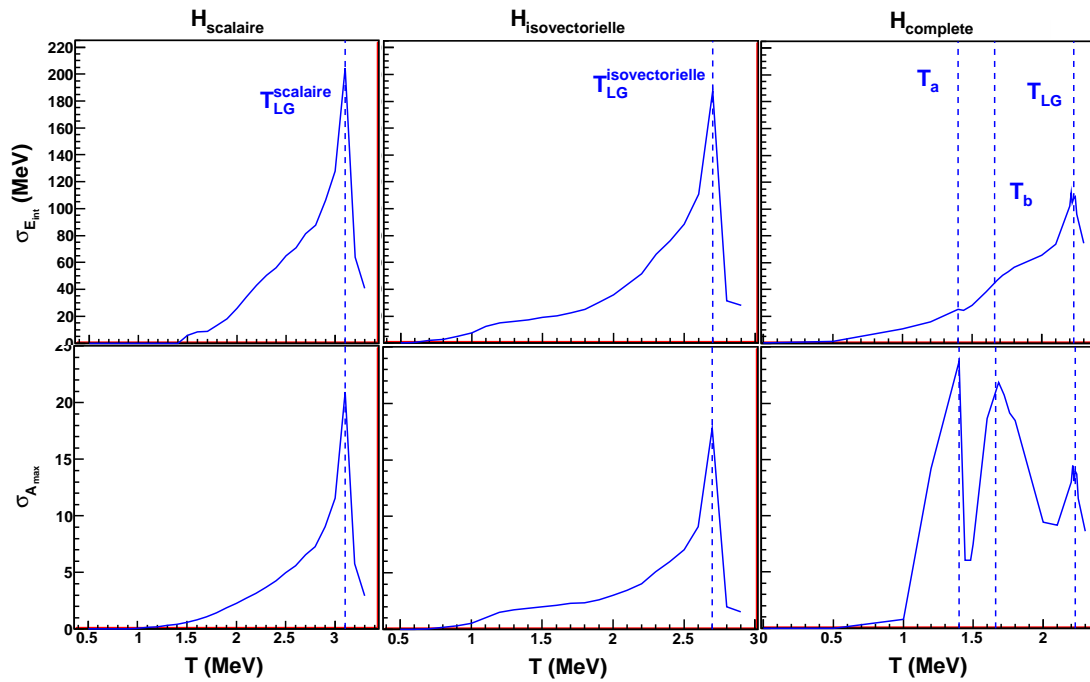 H_scalaire H_isovectorielle H_complete
σ_E_int (MeV)
220
200
180
160
140
120
100
80
60
40
20
0
T_LG^scalaire T_LG^isovectorielle T_a T_LG
T_b
σ_A_max
25
20
15
10
5
0
0.5 1 1.5 2 2.5 3
0.5 1 1.5 2 2.5 3
0 1 1.5 2
T (MeV) T (MeV) T (MeV)